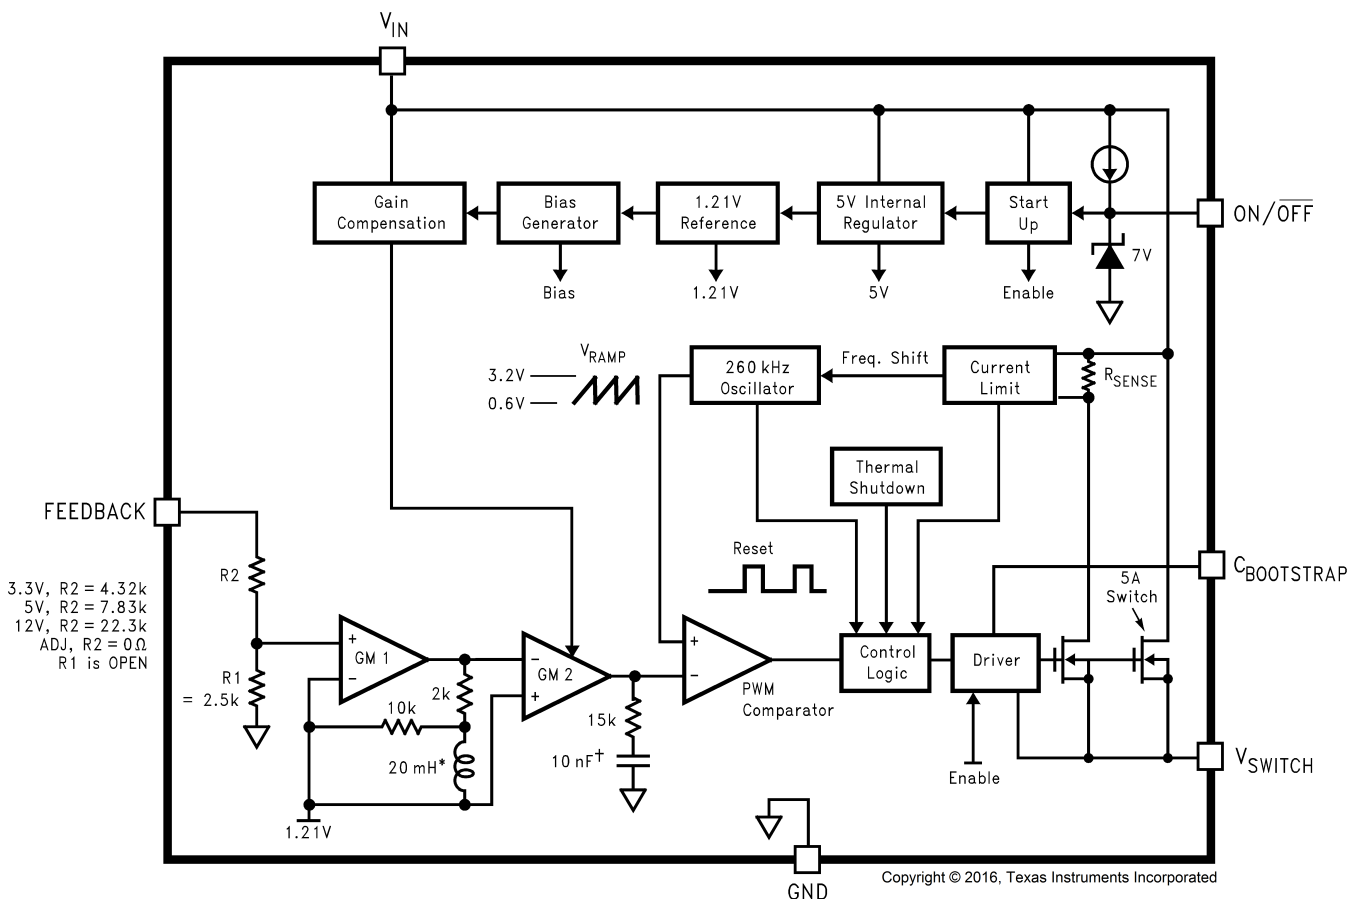 VIN
Gain
Compensation
Bias
Generator
1.21V
Reference
5V Internal
Regulator
Start
Up
ON/OFF
7V
Bias
1.21V
5V
Enable
VRAMP
3.2V
0.6V
260 kHz
Oscillator
Freq. Shift
Current
Limit
RSENSE
Thermal
Shutdown
FEEDBACK
Reset
CBOOTSTRAP
5A
Switch
R2
3.3V, R2 = 4.32k
5V, R2 = 7.83k
12V, R2 = 22.3k
ADJ, R2 = 0Ω
R1 is OPEN
R1
= 2.5k
+
GM 1
−
−
GM 2
+
+
−
PWM
Comparator
Control
Logic
Driver
2k
10k
20 mH*
15k
10 nF†
Enable
VSWITCH
1.21V
GND
Copyright © 2016, Texas Instruments Incorporated